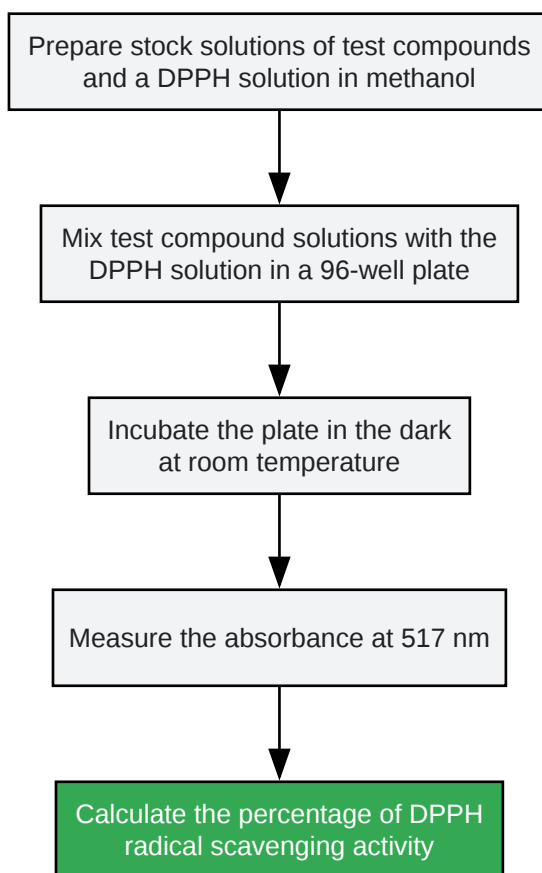 Prepare stock solutions of test compounds
and a DPPH solution in methanol
Mix test compound solutions with the
DPPH solution in a 96-well plate
Incubate the plate in the dark
at room temperature
Measure the absorbance at 517 nm
Calculate the percentage of DPPH
radical scavenging activity